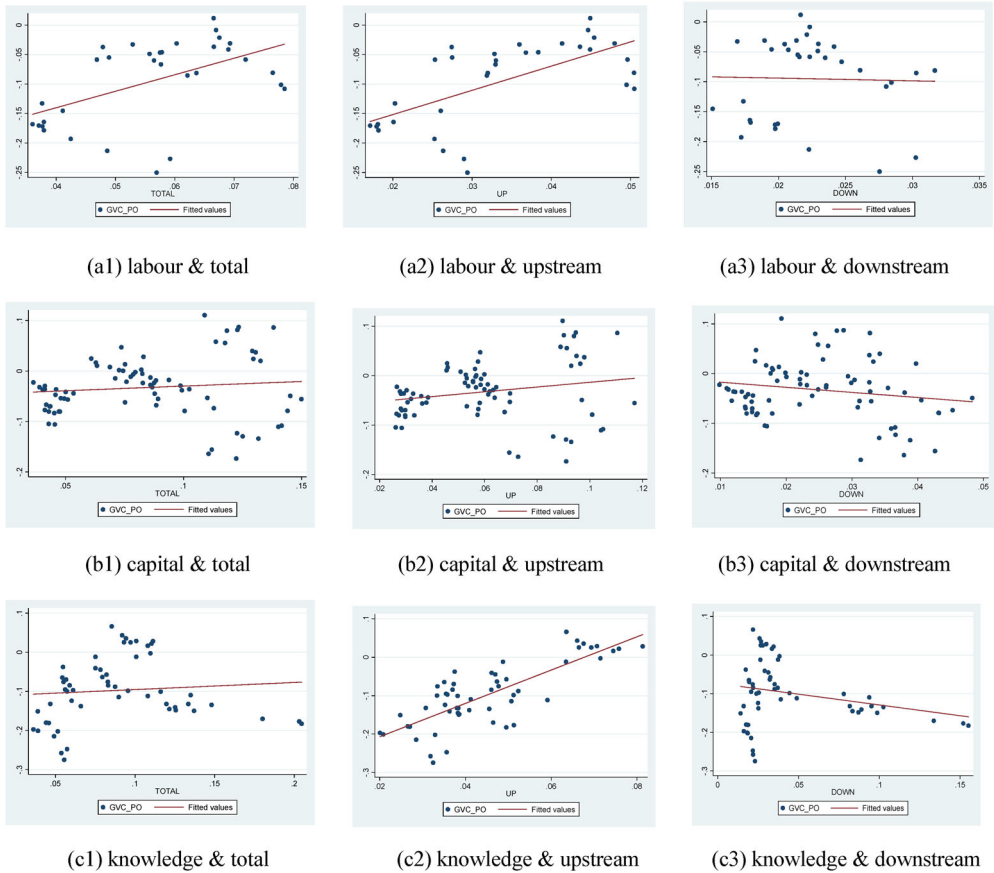 0
-.05
-.1
-.15
-.2
-.25
.04 .05 .06 .07 .08
TOTAL
GVC_PO Fitted values
(a1) labour & total
0
-.05
-.1
-.15
-.2
-.25
.02 .03 .04 .05
UP
GVC_PO Fitted values
(a2) labour & upstream
0
-.05
-.1
-.15
-.2
-.25
.015 .02 .025 .03 .035
DOWN
GVC_PO Fitted values
(a3) labour & downstream
.1
0
-.1
-.2
.05 .1 .15
TOTAL
GVC_PO Fitted values
(b1) capital & total
.1
0
-.1
-.2
.02 .04 .06 .08 .1 .12
UP
GVC_PO Fitted values
(b2) capital & upstream
.1
0
-.1
-.2
.01 .02 .03 .04 .05
DOWN
GVC_PO Fitted values
(b3) capital & downstream
.1
0
-.1
-.2
-.3
.05 .1 .15 .2
TOTAL
GVC_PO Fitted values
(c1) knowledge & total
.1
0
-.1
-.2
-.3
.02 .04 .06 .08
UP
GVC_PO Fitted values
(c2) knowledge & upstream
.1
0
-.1
-.2
-.3
0 .05 .1 .15
DOWN
GVC_PO Fitted values
(c3) knowledge & downstream